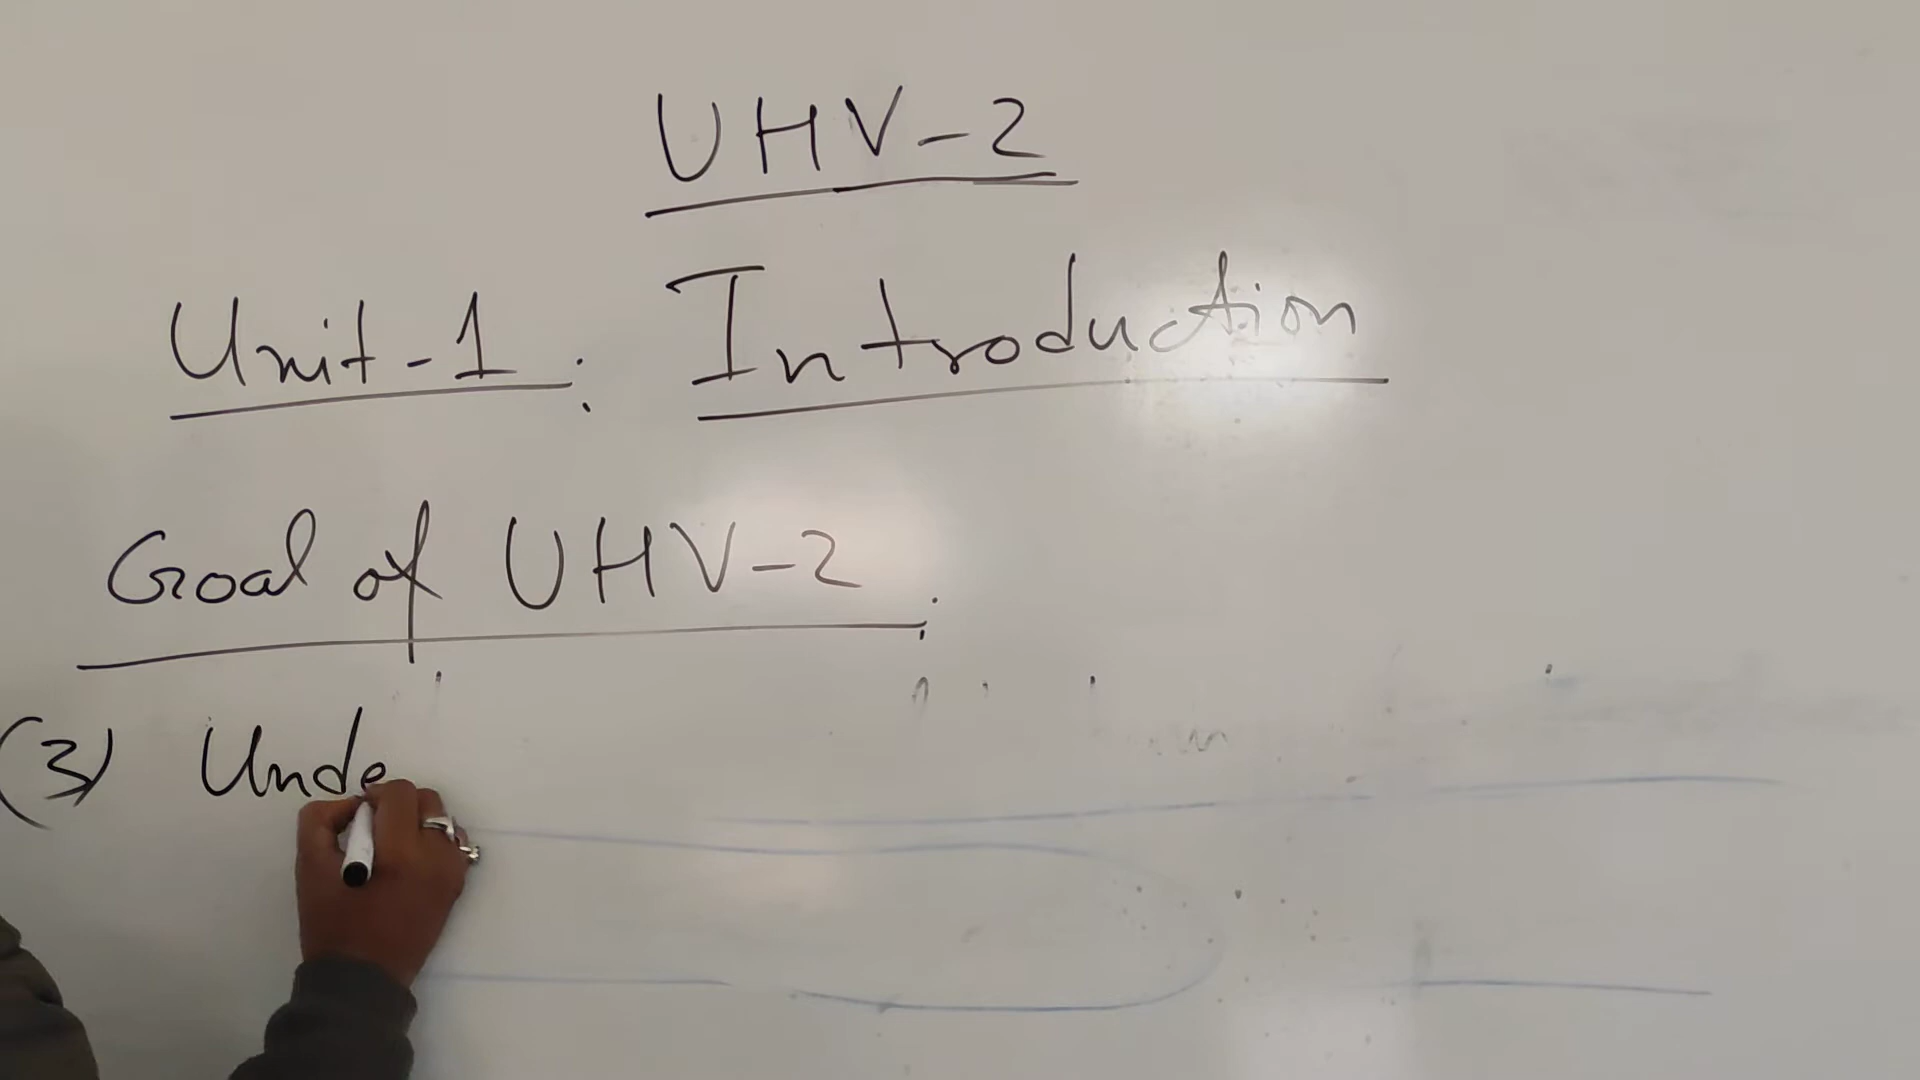 UHV-2
Unit-1: Introduction
Goal of UHV-2:
(3) Unde